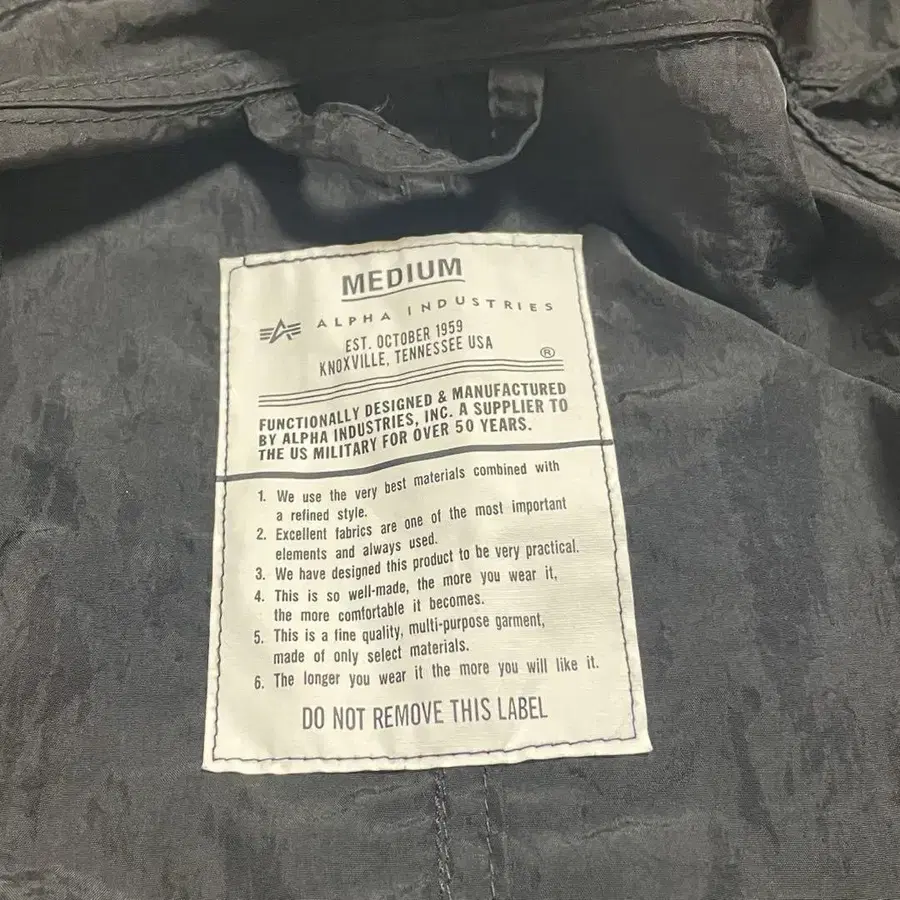 MEDIUM
ALPHA INDUSTRIES
EST. OCTOBER 1959
KNOXVILLE, TENNESSEE USA
®
FUNCTIONALLY DESIGNED & MANUFACTURED
BY ALPHA INDUSTRIES, INC. A SUPPLIER TO
THE US MILITARY FOR OVER 50 YEARS.
1. We use the very best materials combined with
a refined style.
2. Excellent fabrics are one of the most important
elements and always used.
3. We have designed this product to be very practical.
4. This is so well-made, the more you wear it,
the more comfortable it becomes.
5. This is a fine quality, multi-purpose garment,
made of only select materials.
6. The longer you wear it the more you will like it.
DO NOT REMOVE THIS LABEL